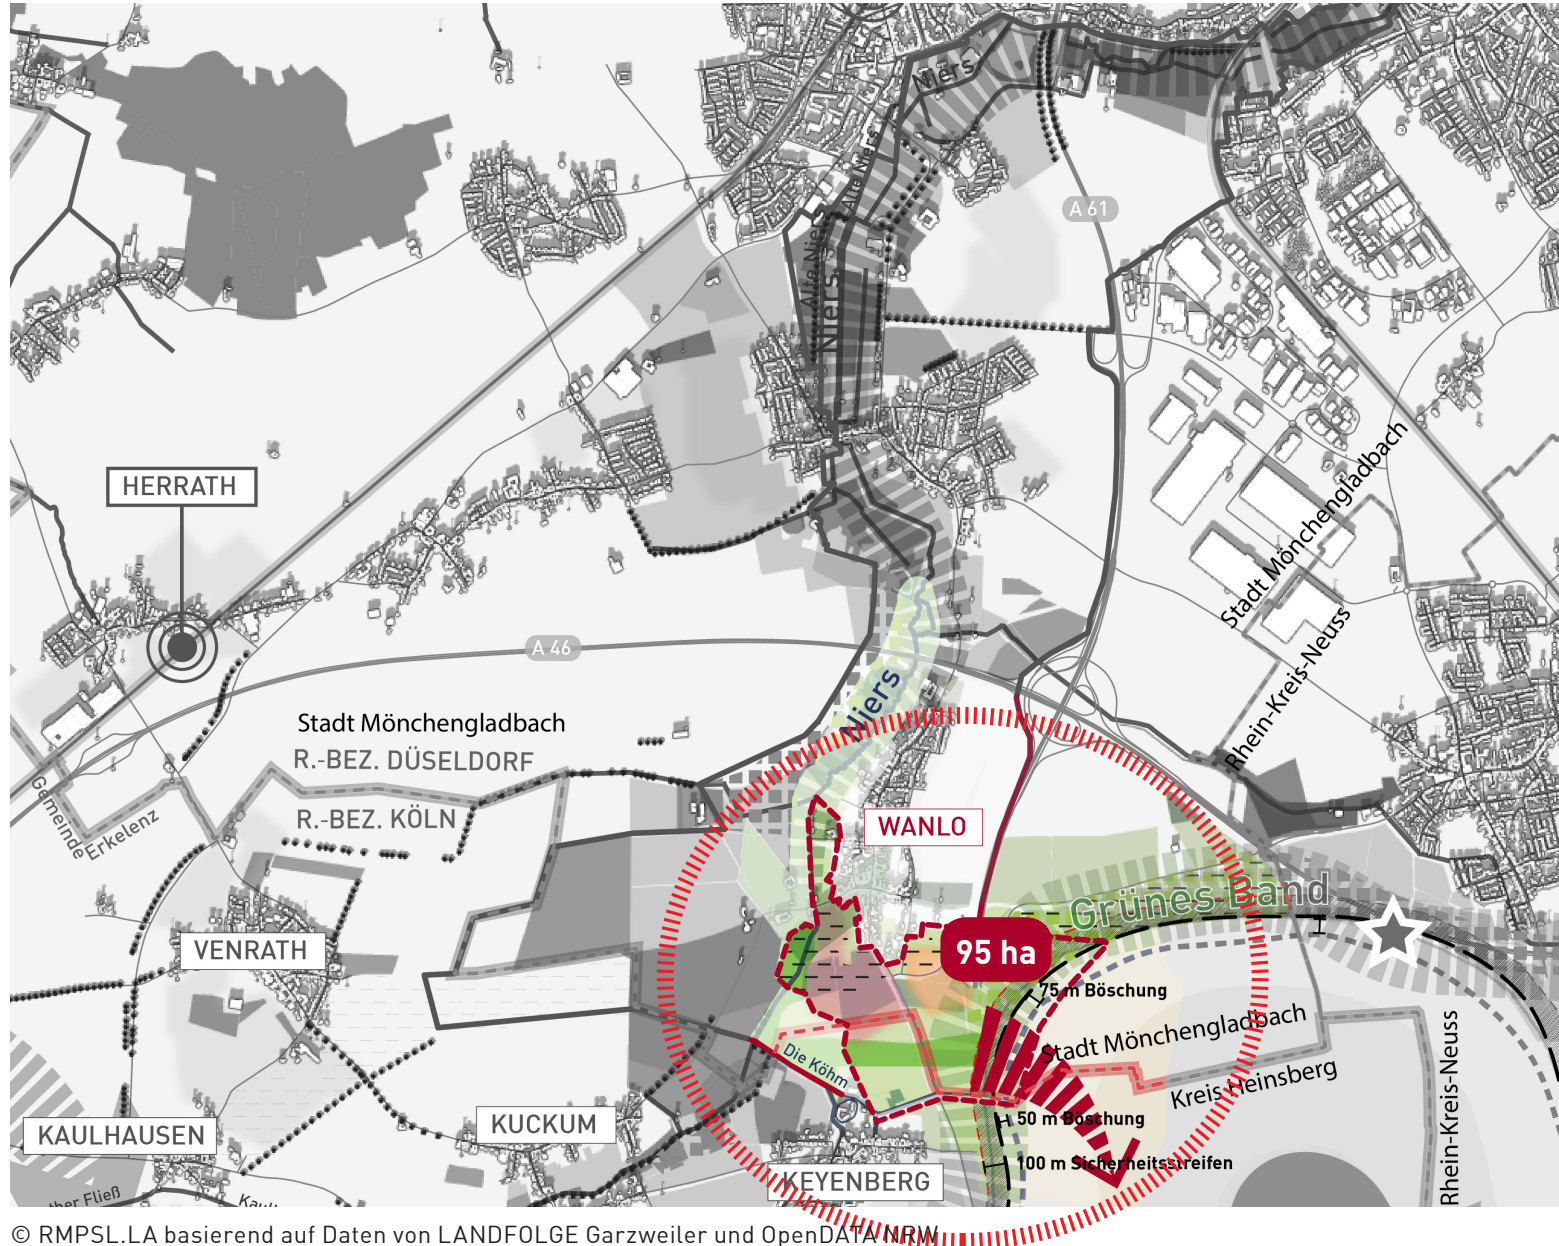 Niers
Alte Niers
A 61
Alte Niers
Niers
HERRATH
Stadt Mönchengladbach
Rhein-Kreis-Neuss
A 46
Niers
Stadt Mönchengladbach
R.-BEZ. DÜSELDORF
R.-BEZ. KÖLN
Gemeinde
Erkelenz
WANLO
Grünes Band
95 ha
VENRATH
75 m Böschung
Stadt Mönchengladbach
Kreis Heinsberg
Rhein-Kreis-Neuss
Die Köhm
KAULHAUSEN
KUCKUM
50 m Böschung
100 m Sicherheitsstreifen
KEYENBERG
Fließ
© RMPSL.LA basierend auf Daten von LANDFOLGE Garzweiler und OpenDATA NRW